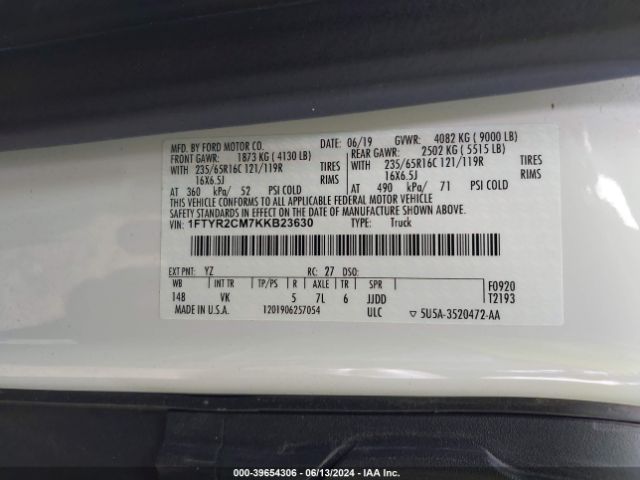 MFD. BY FORD MOTOR CO. DATE: 06/19 GVWR: 4082 KG ( 9000 LB)
FRONT GAWR: 1873 KG ( 4130 LB) REAR GAWR: 2502 KG ( 5515 LB)
WITH 235/65R16C 121/119R TIRES WITH 235/65R16C 121/119R TIRES
16X6.5J RIMS 16X6.5J RIMS
AT 360 kPa/ 52 PSI COLD AT 490 kPa/ 71 PSI COLD
THIS VEHICLE CONFORMS TO ALL APPLICABLE FEDERAL MOTOR VEHICLE
SAFETY STANDARDS IN EFFECT ON THE DATE OF MANUFACTURE SHOWN ABOVE.
VIN: 1FTYR2CM7KKB23630 TYPE: Truck
EXT PNT: YZ RC: 27 DSO:
WB INT TR TP/PS R AXLE TR SPR F0920
148 VK 5 7L 6 JJDD T2193
MADE IN U.S.A. 1201906257054 ULC ▽ 5U5A-3520472-AA
000-39654306 / 06/13/2024 - IAAI.com